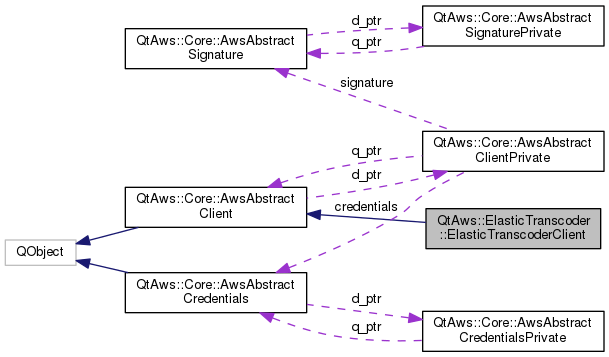 QtAws::Core::AwsAbstract
Signature
d_ptr
q_ptr
QtAws::Core::AwsAbstract
SignaturePrivate
signature
QtAws::Core::AwsAbstract
ClientPrivate
q_ptr
d_ptr
QtAws::Core::AwsAbstract
Client
credentials
QtAws::ElasticTranscoder
::ElasticTranscoderClient
QObject
QtAws::Core::AwsAbstract
Credentials
d_ptr
q_ptr
QtAws::Core::AwsAbstract
CredentialsPrivate